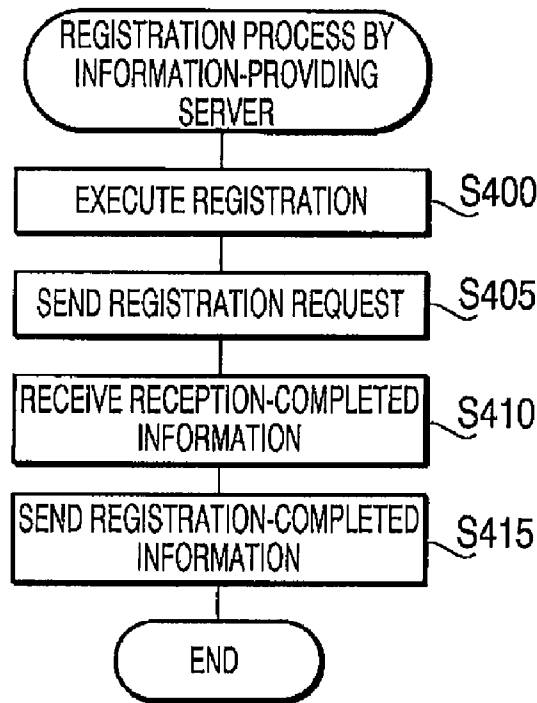 REGISTRATION PROCESS BY
INFORMATION-PROVIDING
SERVER
EXECUTE REGISTRATION
S400
SEND REGISTRATION REQUEST
S405
RECEIVE RECEPTION-COMPLETED
INFORMATION
S410
SEND REGISTRATION-COMPLETED
INFORMATION
S415
END